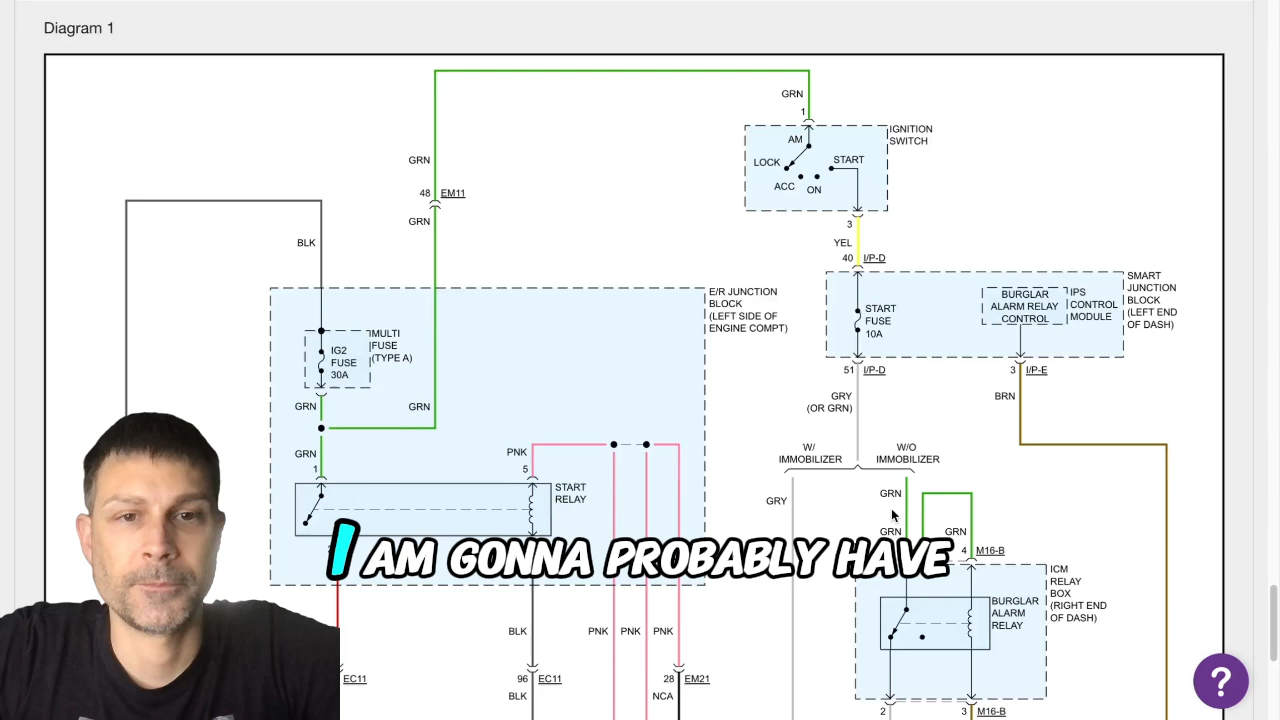 Diagram 1
GRN
1
IGNITION
SWITCH
AM
LOCK
START
ACC
ON
GRN
48 EM11
GRN
3
YEL
40 I/P-D
BLK
E/R JUNCTION
BLOCK
(LEFT SIDE OF
ENGINE COMPT)
SMART
JUNCTION
BLOCK
(LEFT END
OF DASH)
BURGLAR
ALARM RELAY
CONTROL
IPS
CONTROL
MODULE
START
FUSE
10A
MULTI
FUSE
(TYPE A)
IG2
FUSE
30A
51 I/P-D
3 I/P-E
GRY
(OR GRN)
BRN
GRN
GRN
W/
IMMOBILIZER
W/O
IMMOBILIZER
GRN
1
PNK
5
START
RELAY
GRY
GRN
GRN
GRN
4 M16-B
I AM GONNA PROBABLY HAVE
ICM
RELAY
BOX
(RIGHT END
OF DASH)
BURGLAR
ALARM
RELAY
BLK
PNK
PNK
PNK
EC11
96 EC11
28 EM21
BLK
NCA
2
3 M16-B
?